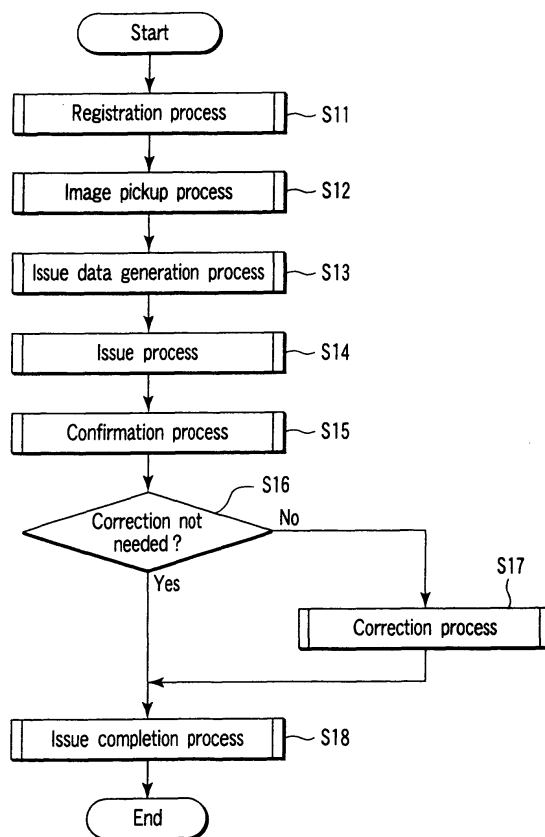 Start
Registration process
S11
Image pickup process
S12
Issue data generation process
S13
Issue process
S14
Confirmation process
S15
S16
Correction not
needed?
No
Yes
S17
Correction process
Issue completion process
S18
End